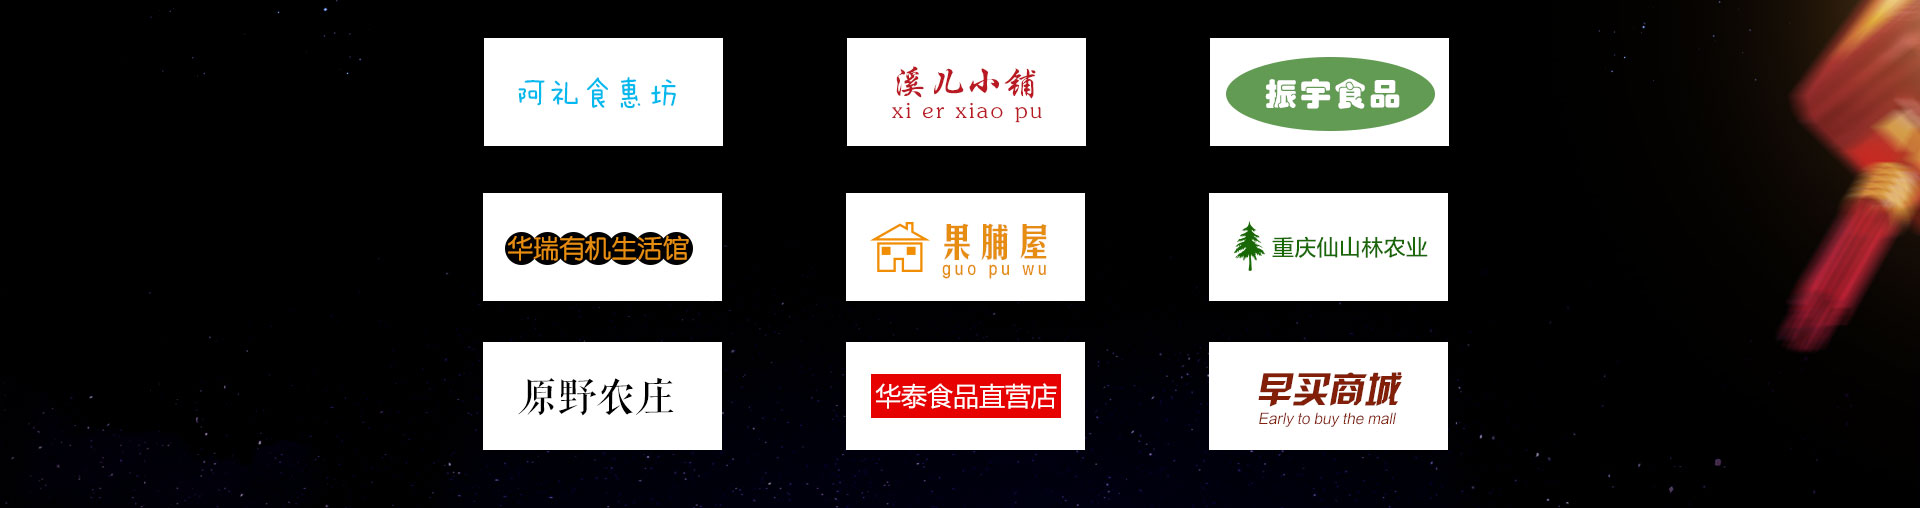 阿礼食惠坊
溪儿小铺
xi er xiao pu
振宇食品
华瑞有机生活馆
果脯屋
guo pu wu
重庆仙山林农业
原野农庄
华泰食品直营店
早买商城
Early to buy the mall